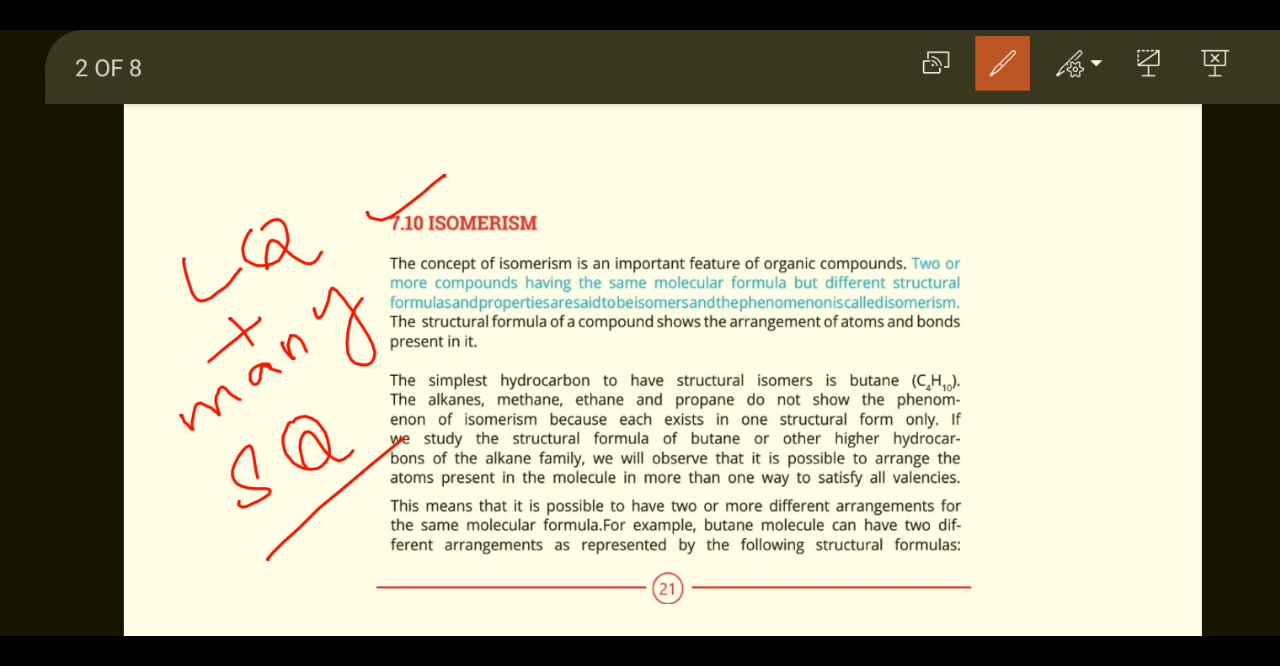 2 OF 8
LQ
+
many
SQ
7.10 ISOMERISM
The concept of isomerism is an important feature of organic compounds. Two or
more compounds having the same molecular formula but different structural
formulasandpropertiesaresaidtobeisomersandthephenomenoniscalledisomerism.
The structural formula of a compound shows the arrangement of atoms and bonds
present in it.
The simplest hydrocarbon to have structural isomers is butane (C₄H₁₀).
The alkanes, methane, ethane and propane do not show the phenom-
enon of isomerism because each exists in one structural form only. If
we study the structural formula of butane or other higher hydrocar-
bons of the alkane family, we will observe that it is possible to arrange the
atoms present in the molecule in more than one way to satisfy all valencies.
This means that it is possible to have two or more different arrangements for
the same molecular formula.For example, butane molecule can have two dif-
ferent arrangements as represented by the following structural formulas:
21